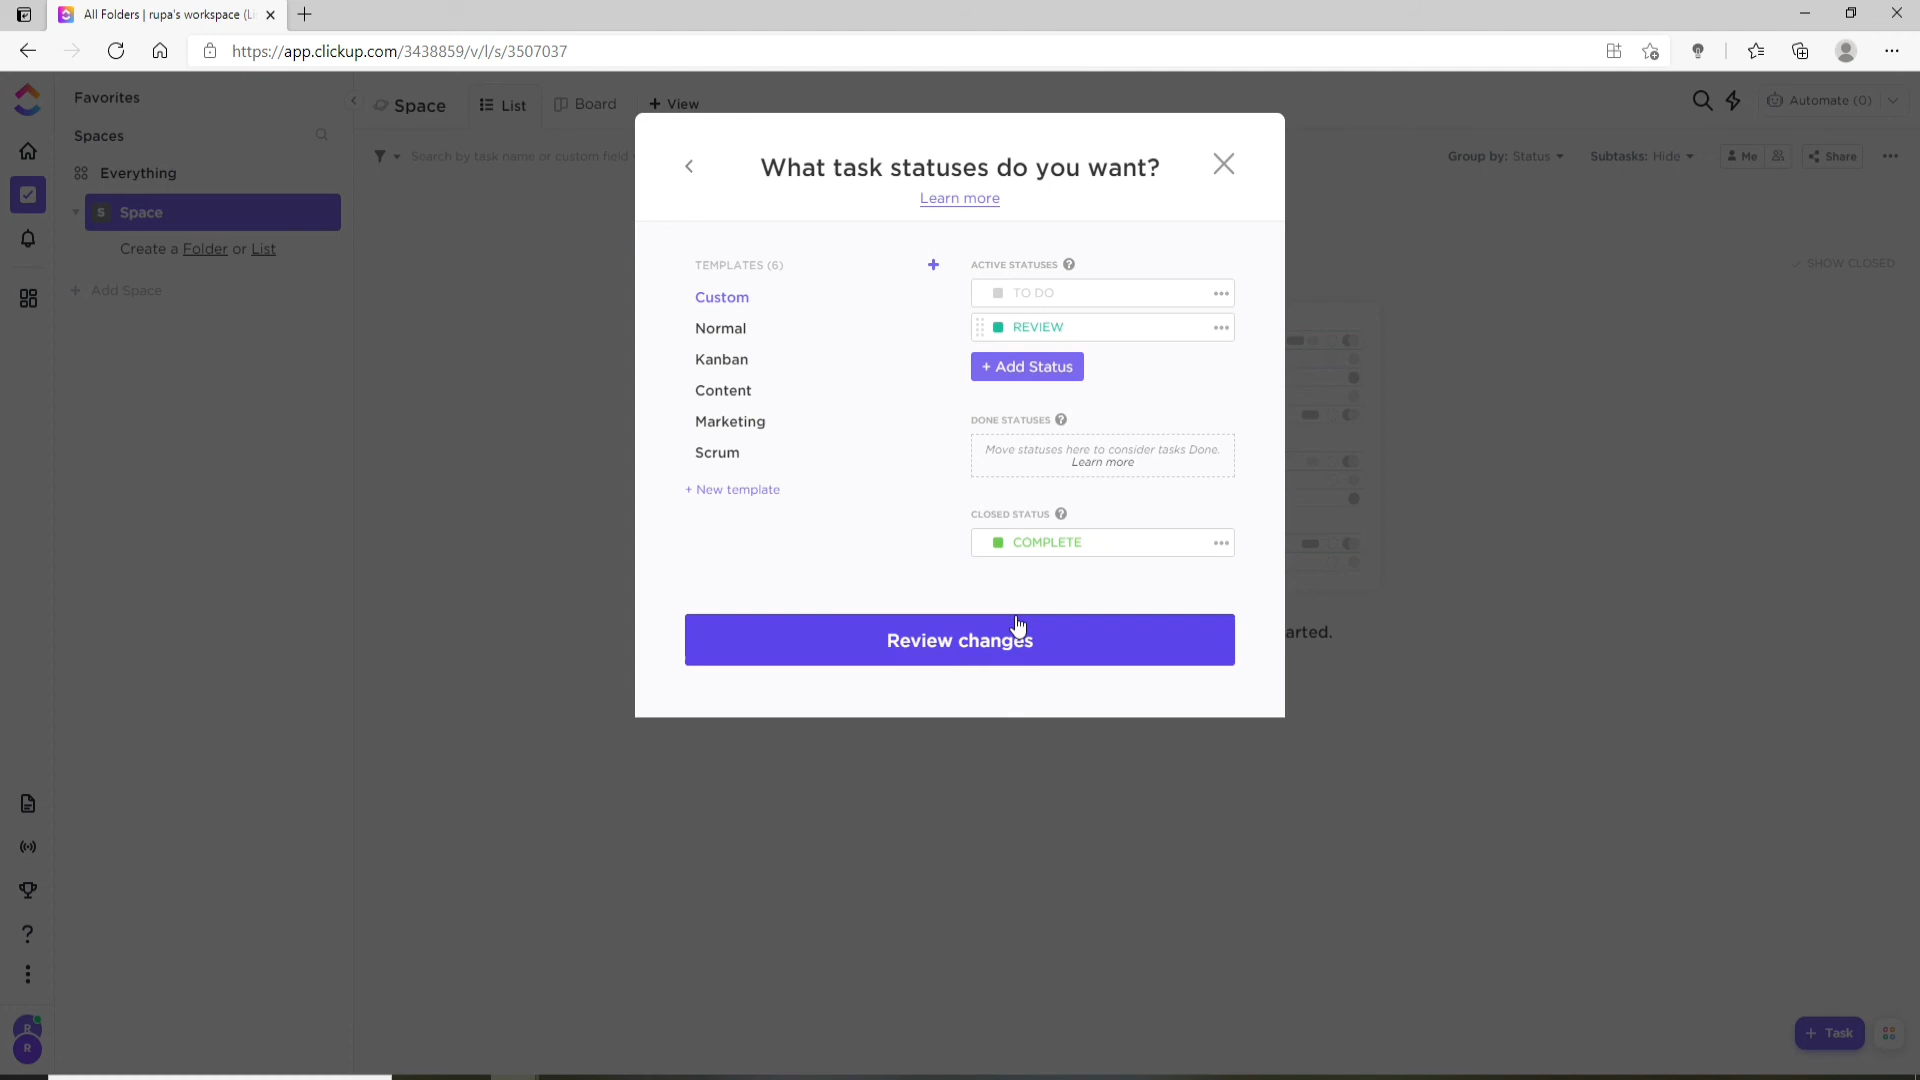 All Folders | rupa's workspace (Li
https://app.clickup.com/3438859/v/l/s/3507037
Favorites
Spaces
Everything
S Space
Create a Folder or List
+ Add Space
Space
List
Board
+ View
Automate (0)
Search by task name or custom field
Group by: Status
Subtasks: Hide
Me
Share
SHOW CLOSED
What task statuses do you want?
Learn more
TEMPLATES (6)
Custom
Normal
Kanban
Content
Marketing
Scrum
+ New template
ACTIVE STATUSES ?
TO DO
REVIEW
+ Add Status
DONE STATUSES ?
Move statuses here to consider tasks Done.
Learn more
CLOSED STATUS ?
COMPLETE
Review changes
arted.
R
R
+ Task